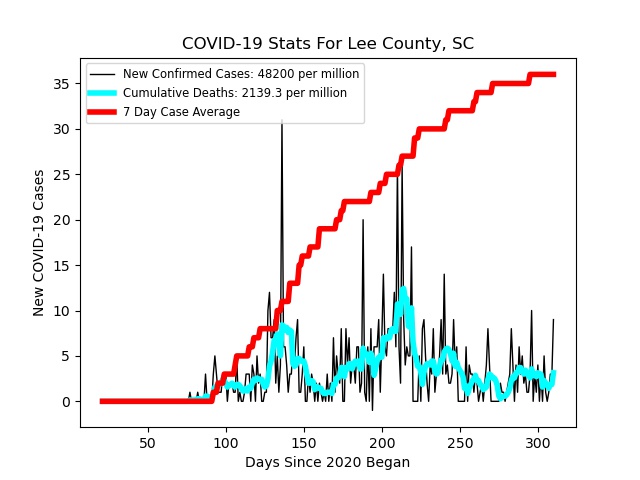 COVID-19 Stats For Lee County, SC
New Confirmed Cases: 48200 per million
Cumulative Deaths: 2139.3 per million
7 Day Case Average
35
30
25
20
15
10
5
0
New COVID-19 Cases
50 100 150 200 250 300
Days Since 2020 Began